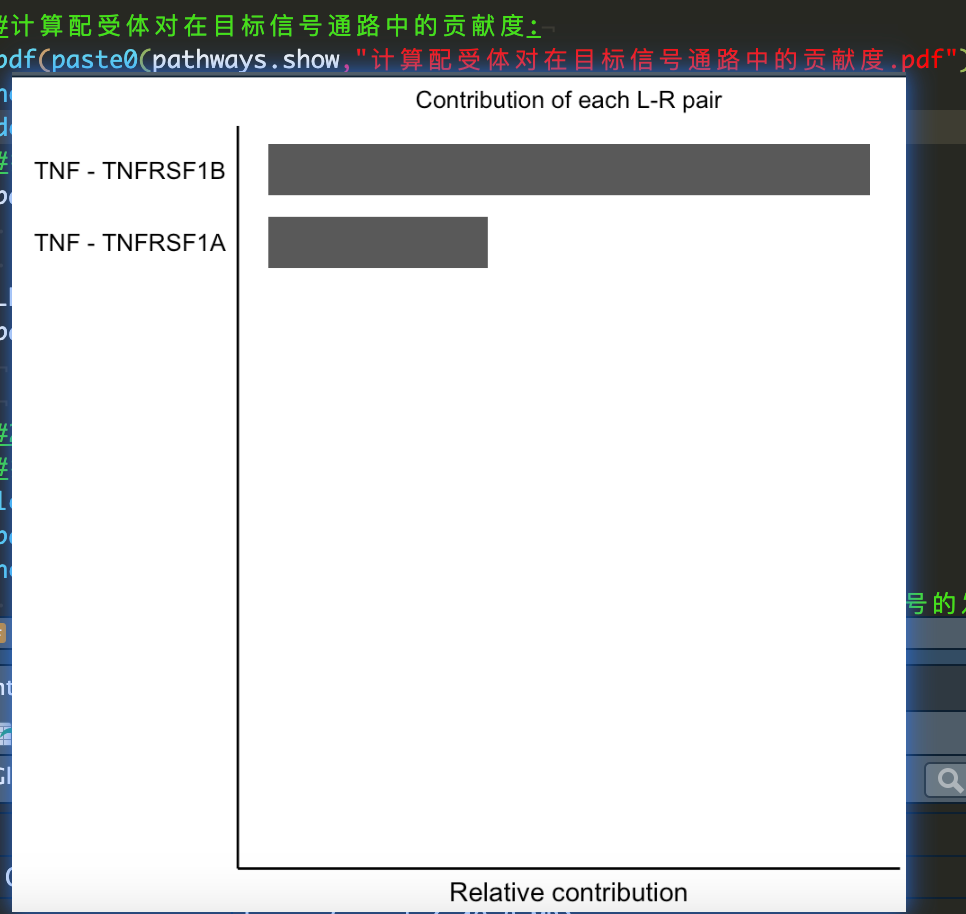 #计算配受体对在目标信号通路中的贡献度:
pdf(paste0(pathways.show,"计算配受体对在目标信号通路中的贡献度.pdf")
Contribution of each L-R pair
TNF - TNFRSF1B
TNF - TNFRSF1A
号的
Relative contribution